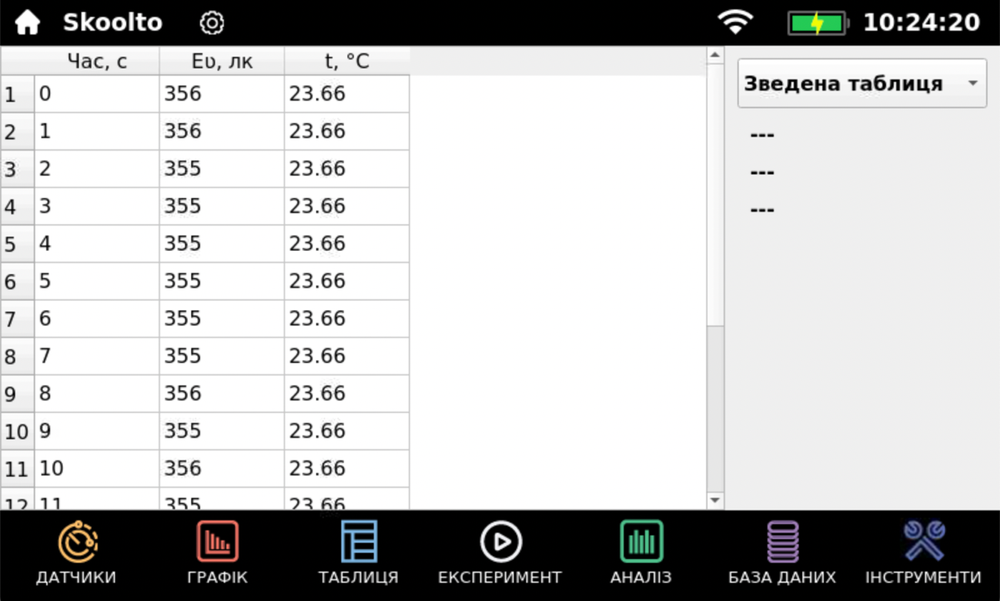 Skoolto 10:24:20
Час, с Eυ, лк t, °C
1 0 356 23.66
2 1 356 23.66
3 2 355 23.66
4 3 355 23.66
5 4 355 23.66
6 5 355 23.66
7 6 355 23.66
8 7 355 23.66
9 8 356 23.66
10 9 355 23.66
11 10 356 23.66
12 11 355 23.66
Зведена таблиця
---
---
---
ДАТЧИКИ ГРАФІК ТАБЛИЦЯ ЕКСПЕРИМЕНТ АНАЛІЗ БАЗА ДАНИХ ІНСТРУМЕНТИ